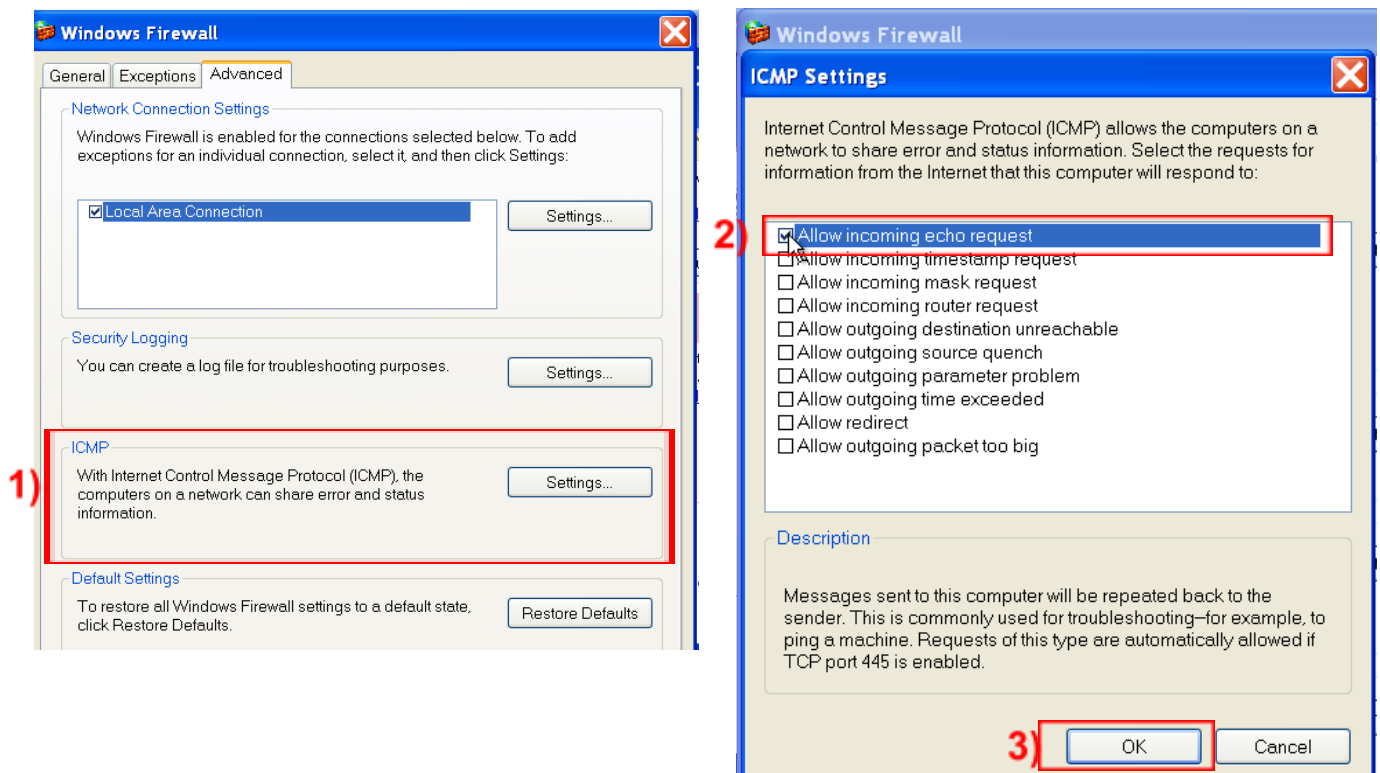 Windows Firewall
General Exceptions Advanced
Network Connection Settings
Windows Firewall is enabled for the connections selected below. To add
exceptions for an individual connection, select it, and then click Settings:
Local Area Connection
Settings...
Security Logging
You can create a log file for troubleshooting purposes.
Settings...
1)
ICMP
With Internet Control Message Protocol (ICMP), the
computers on a network can share error and status
information.
Settings...
Default Settings
To restore all Windows Firewall settings to a default state,
click Restore Defaults.
Restore Defaults
Windows Firewall
ICMP Settings
Internet Control Message Protocol (ICMP) allows the computers on a
network to share error and status information. Select the requests for
information from the Internet that this computer will respond to:
2)
Allow incoming echo request
Allow incoming timestamp request
Allow incoming mask request
Allow incoming router request
Allow outgoing destination unreachable
Allow outgoing source quench
Allow outgoing parameter problem
Allow outgoing time exceeded
Allow redirect
Allow outgoing packet too big
Description
Messages sent to this computer will be repeated back to the
sender. This is commonly used for troubleshooting–for example, to
ping a machine. Requests of this type are automatically allowed if
TCP port 445 is enabled.
3)
OK Cancel